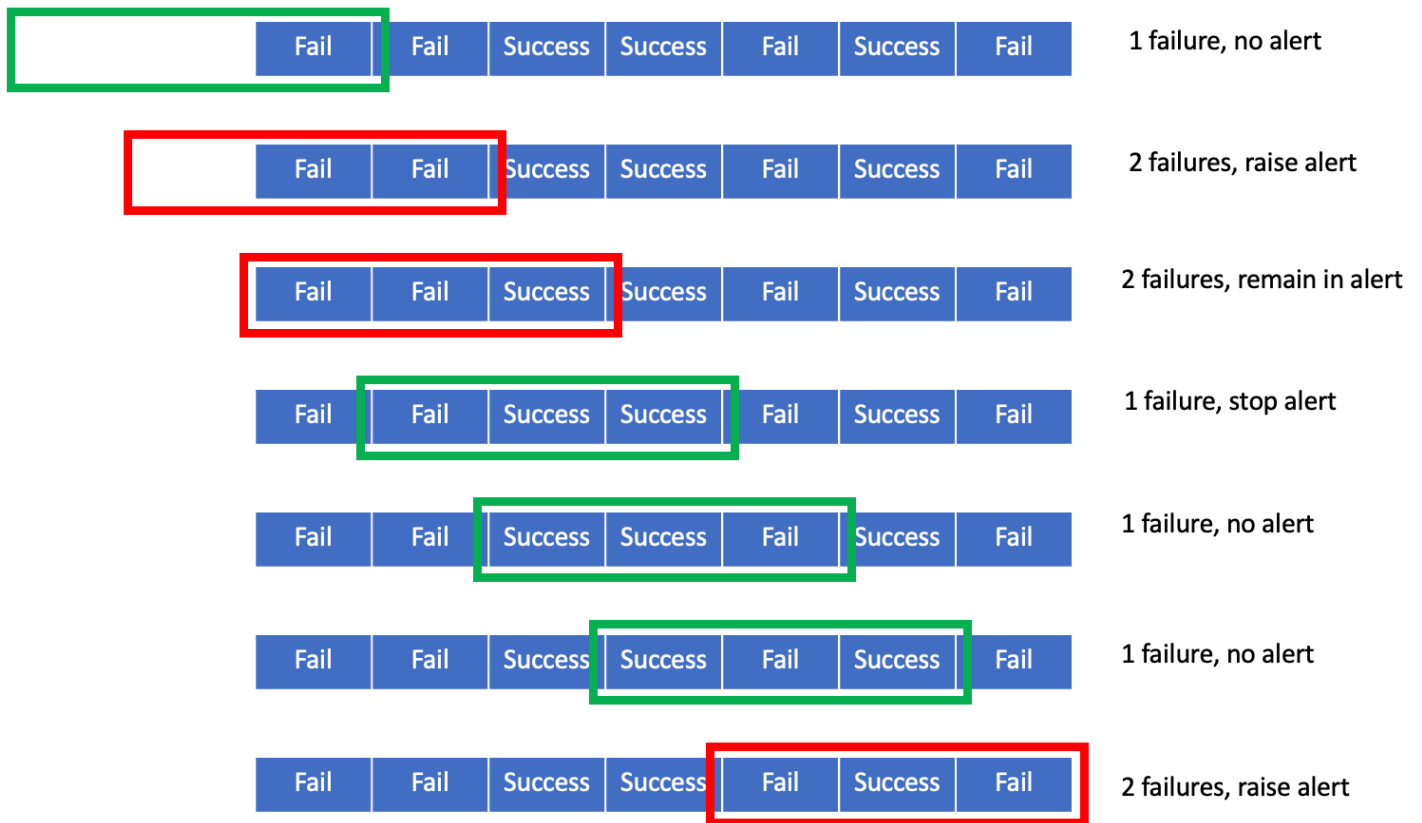 Fail Fail Success Success Fail Success Fail 1 failure, no alert
Fail Fail Success Success Fail Success Fail 2 failures, raise alert
Fail Fail Success Success Fail Success Fail 2 failures, remain in alert
Fail Fail Success Success Fail Success Fail 1 failure, stop alert
Fail Fail Success Success Fail Success Fail 1 failure, no alert
Fail Fail Success Success Fail Success Fail 1 failure, no alert
Fail Fail Success Success Fail Success Fail 2 failures, raise alert